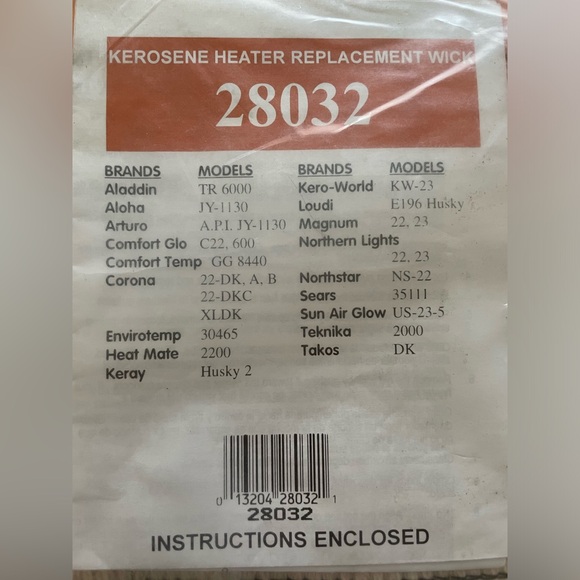 KEROSENE HEATER REPLACEMENT WICK
28032
BRANDS MODELS
Aladdin TR 6000
Aloha JY-1130
Arturo A.P.I. JY-1130
Comfort Glo C22, 600
Comfort Temp GG 8440
Corona 22-DK, A, B
22-DKC
XLDK
Envirotemp 30465
Heat Mate 2200
Keray Husky 2
BRANDS MODELS
Kero-World KW-23
Loudi E196 Husky
Magnum 22, 23
Northern Lights
22, 23
Northstar NS-22
Sears 35111
Sun Air Glow US-23-5
Teknika 2000
Takos DK
0 13204 28032 1
28032
INSTRUCTIONS ENCLOSED